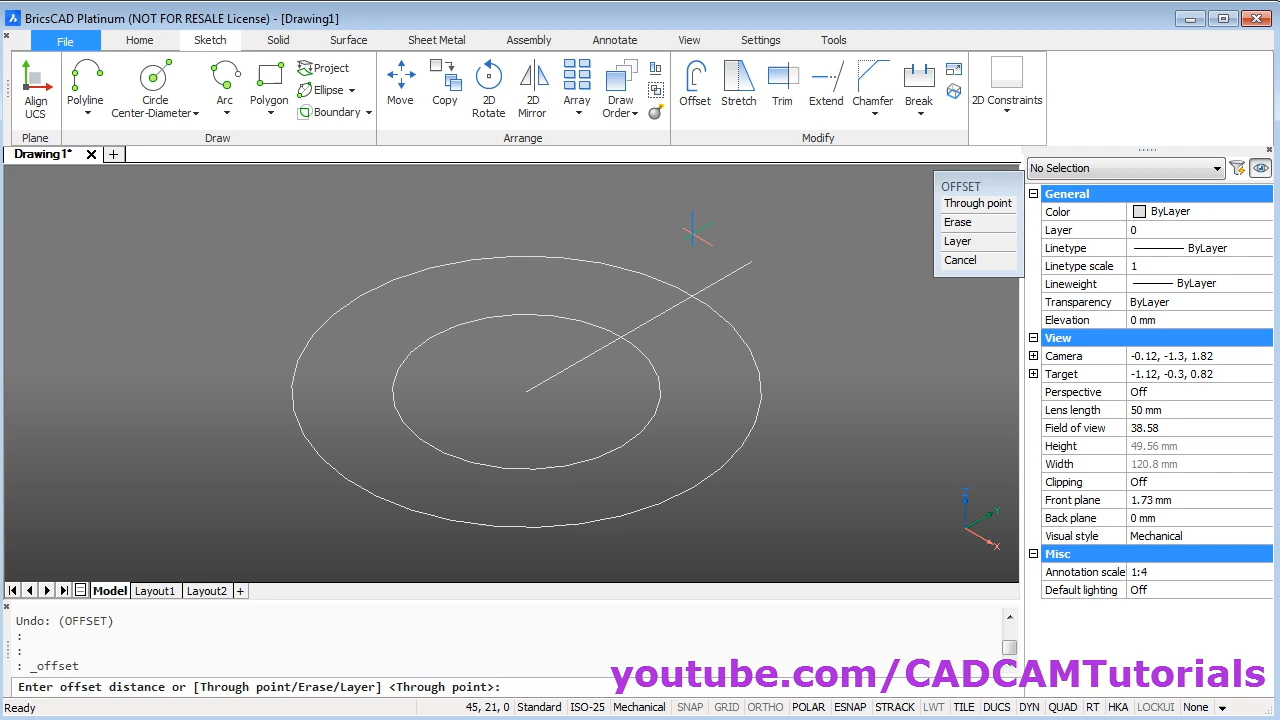 BricsCAD Platinum (NOT FOR RESALE License) - [Drawing1]
File Home Sketch Solid Surface Sheet Metal Assembly Annotate View Settings Tools
Align UCS
Polyline
Circle Center-Diameter
Arc
Polygon
Project
Ellipse
Boundary
Move
Copy
2D Rotate
2D Mirror
Array
Draw Order
Offset
Stretch
Trim
Extend
Chamfer
Break
2D Constraints
Plane Draw Arrange Modify
Drawing1*
No Selection
OFFSET
Through point
Erase
Layer
Cancel
General
Color ByLayer
Layer 0
Linetype ByLayer
Linetype scale 1
Lineweight ByLayer
Transparency ByLayer
Elevation 0 mm
View
Camera -0.12, -1.3, 1.82
Target -1.12, -0.3, 0.82
Perspective Off
Lens length 50 mm
Field of view 38.58
Height 49.56 mm
Width 120.8 mm
Clipping Off
Front plane 1.73 mm
Back plane 0 mm
Visual style Mechanical
Misc
Annotation scale 1:4
Default lighting Off
Z
Y
X
Model Layout1 Layout2 +
Undo: (OFFSET)
:
:
: _offset
Enter offset distance or [Through point/Erase/Layer] <Through point>:
youtube.com/CADCAMTutorials
Ready 45, 21, 0 Standard ISO-25 Mechanical SNAP GRID ORTHO POLAR ESNAP STRACK LWT TILE DUCS DYN QUAD RT HKA LOCKUI None